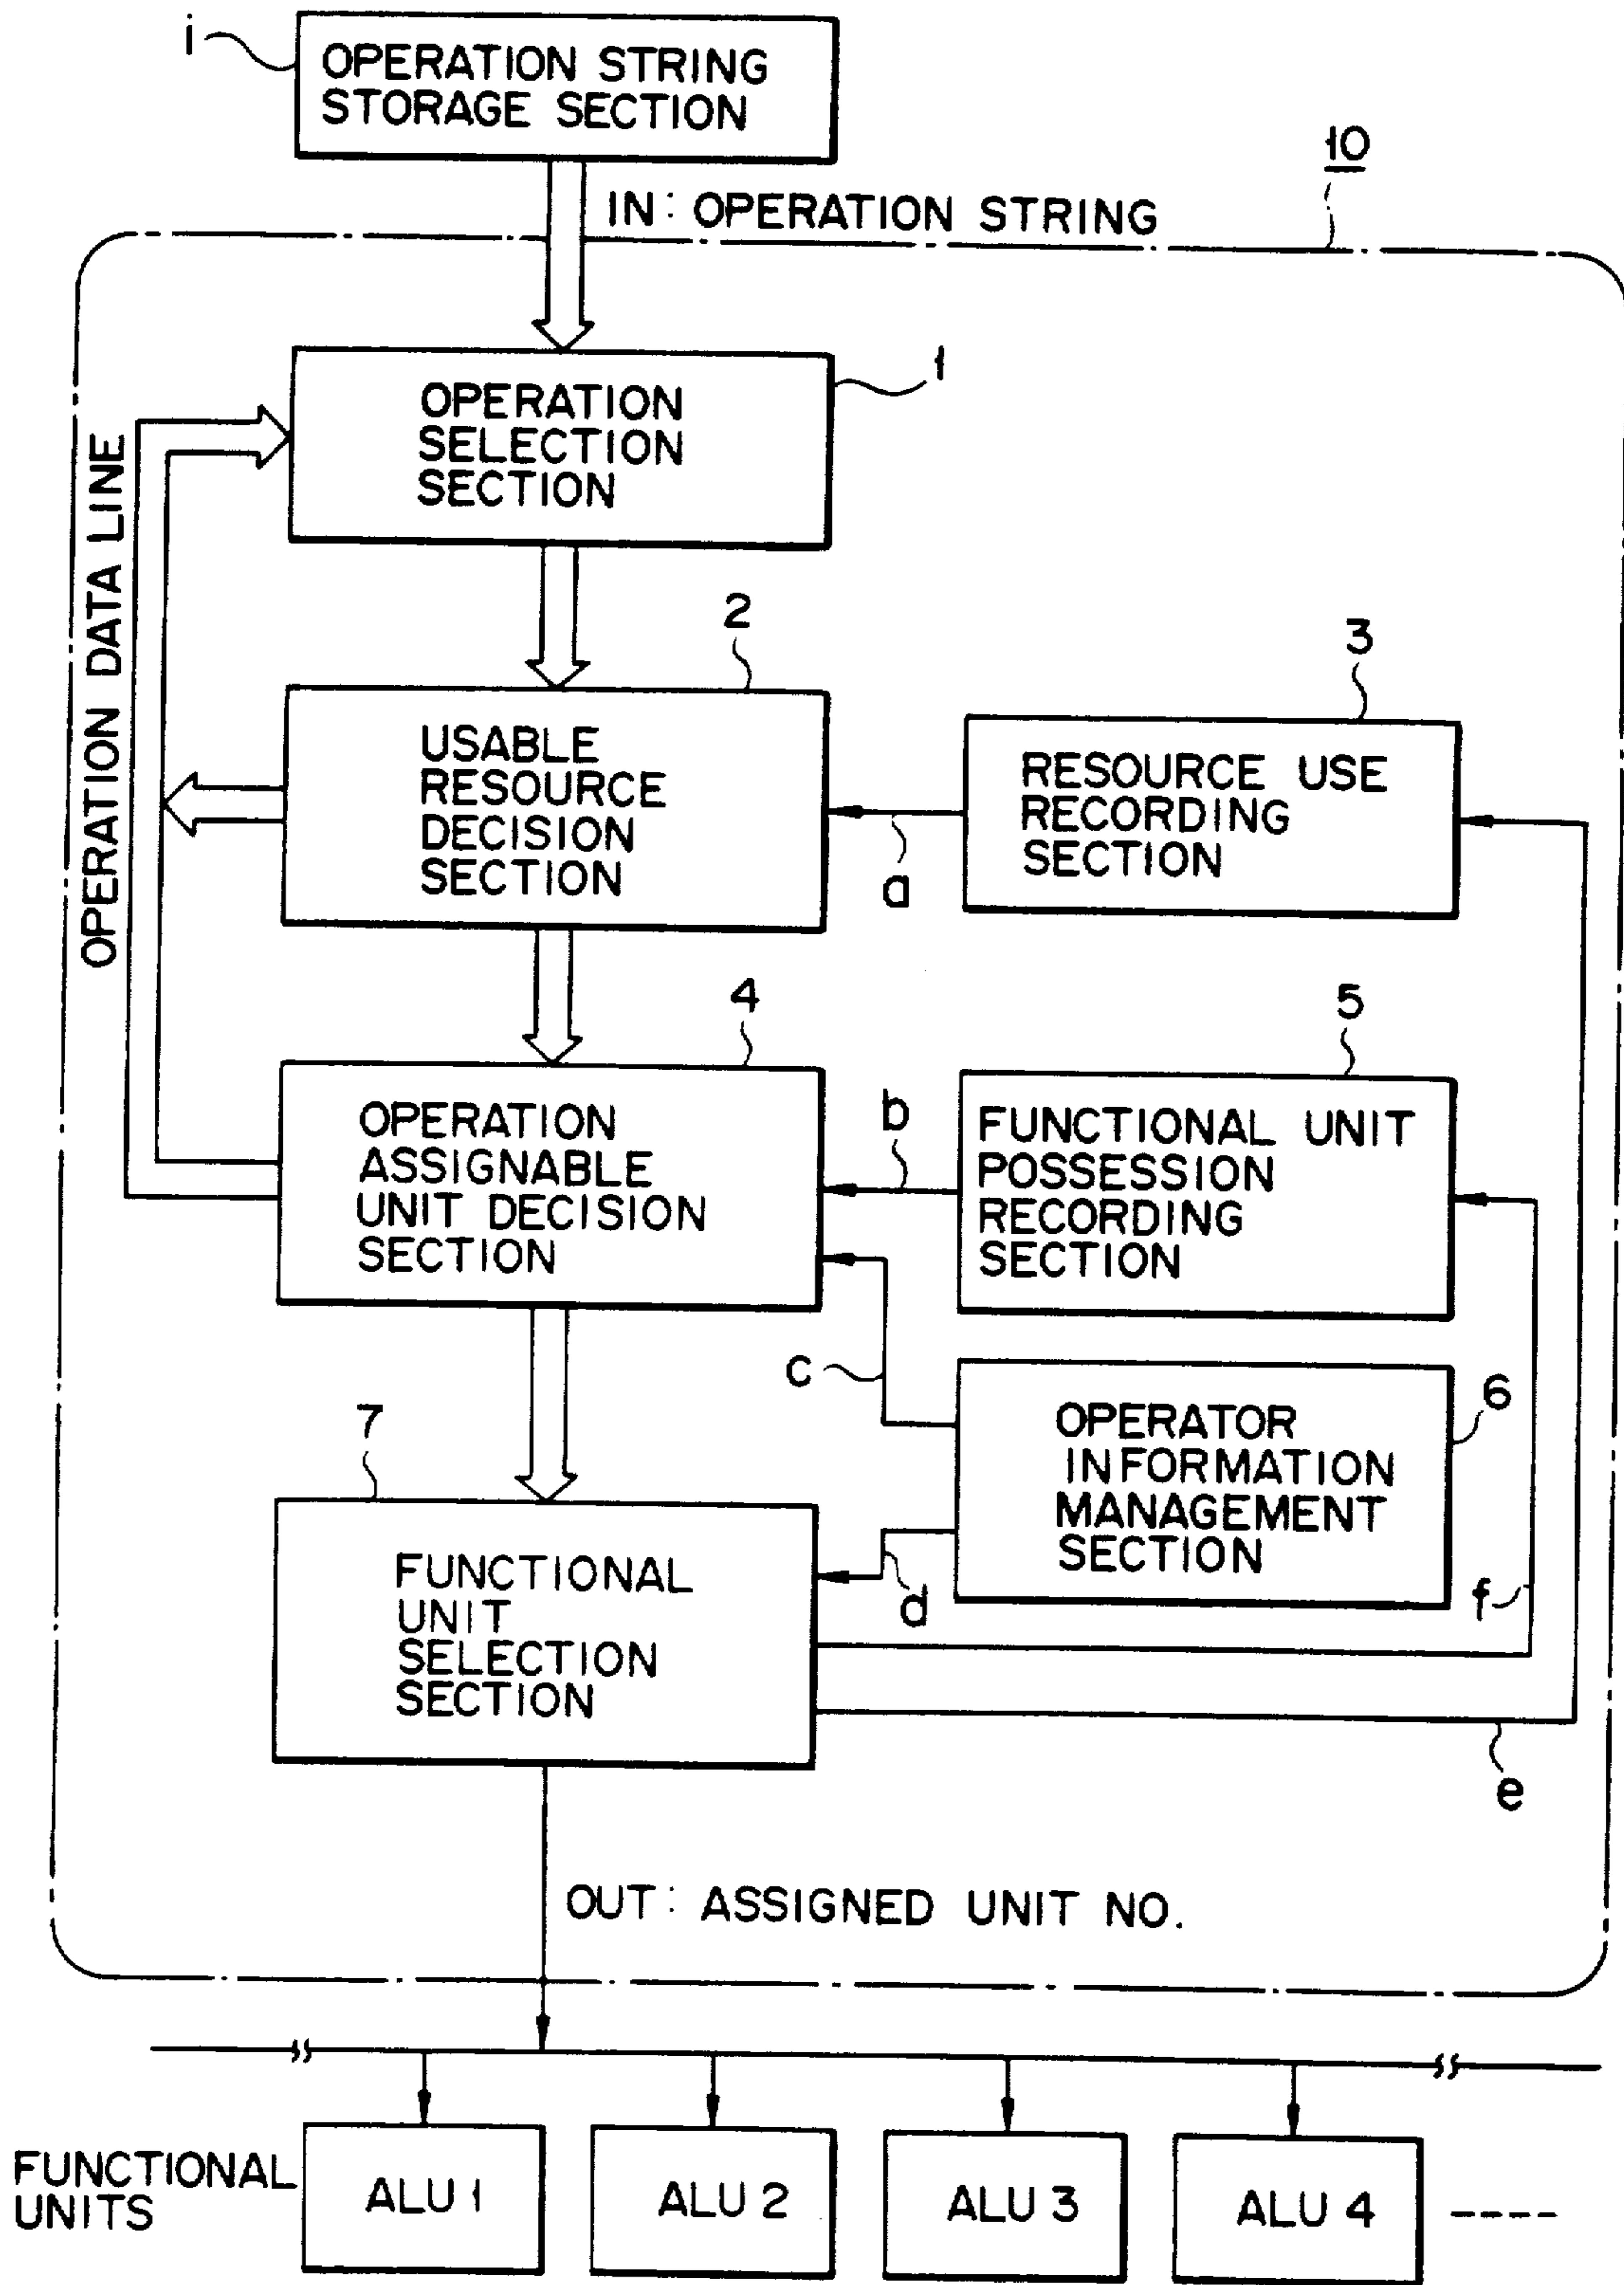 i
OPERATION STRING
STORAGE SECTION
10
IN: OPERATION STRING
1
OPERATION
SELECTION
SECTION
OPERATION DATA LINE
2
USABLE
RESOURCE
DECISION
SECTION
3
RESOURCE USE
RECORDING
SECTION
a
4
OPERATION
ASSIGNABLE
UNIT DECISION
SECTION
5
FUNCTIONAL UNIT
POSSESSION
RECORDING
SECTION
b
c
6
OPERATOR
INFORMATION
MANAGEMENT
SECTION
7
FUNCTIONAL
UNIT
SELECTION
SECTION
d
f
e
OUT: ASSIGNED UNIT NO.
FUNCTIONAL
UNITS
ALU 1
ALU 2
ALU 3
ALU 4